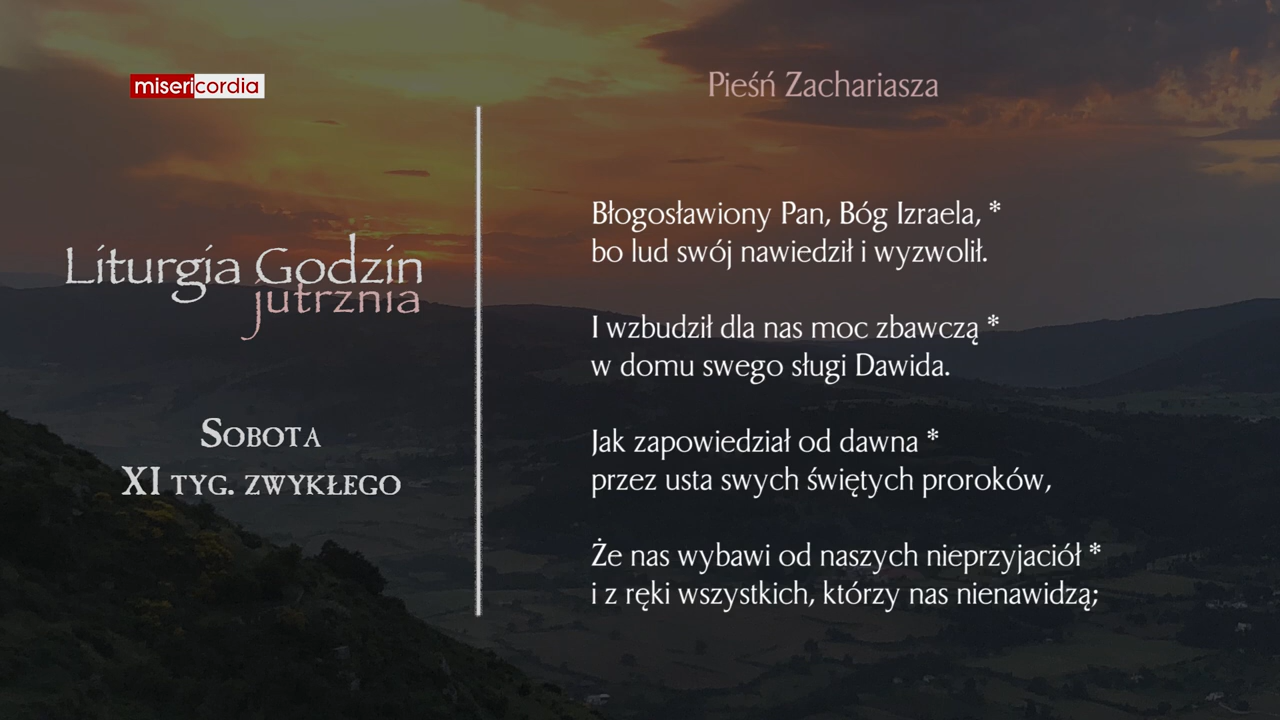 misericordia
Liturgia Godzin
jutrznia
Sobota
XI tyg. zwykłego
Pieśń Zachariasza
Błogosławiony Pan, Bóg Izraela, *
bo lud swój nawiedził i wyzwolił.
I wzbudził dla nas moc zbawczą *
w domu swego sługi Dawida.
Jak zapowiedział od dawna *
przez usta swych świętych proroków,
Że nas wybawi od naszych nieprzyjaciół *
i z ręki wszystkich, którzy nas nienawidzą;